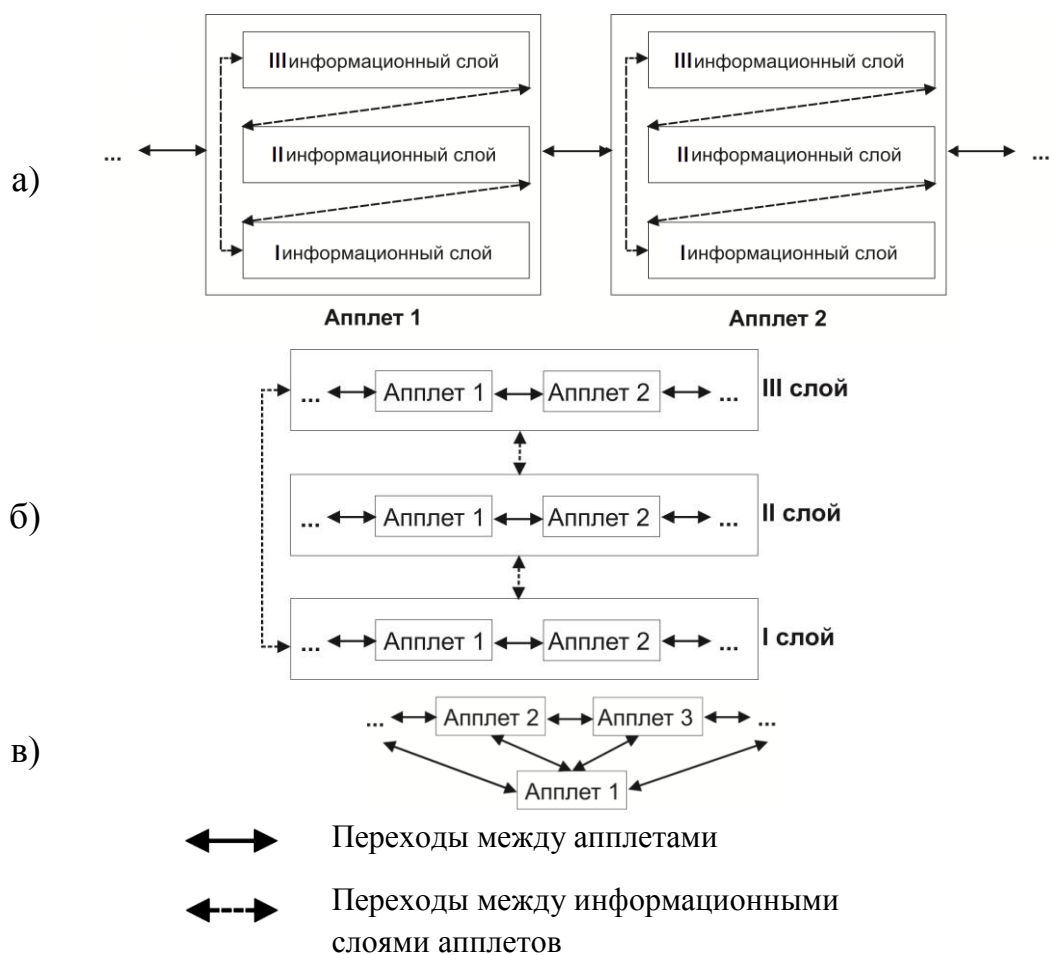 III информационный слой
II информационный слой
I информационный слой
III информационный слой
II информационный слой
I информационный слой
...
...
а)
Апплет 1
Апплет 2
... Апплет 1 Апплет 2 ... III слой
б)
... Апплет 1 Апплет 2 ... II слой
... Апплет 1 Апплет 2 ... I слой
в)
... Апплет 2 Апплет 3 ...
Апплет 1
Переходы между апплетами
Переходы между информационными
слоями апплетов